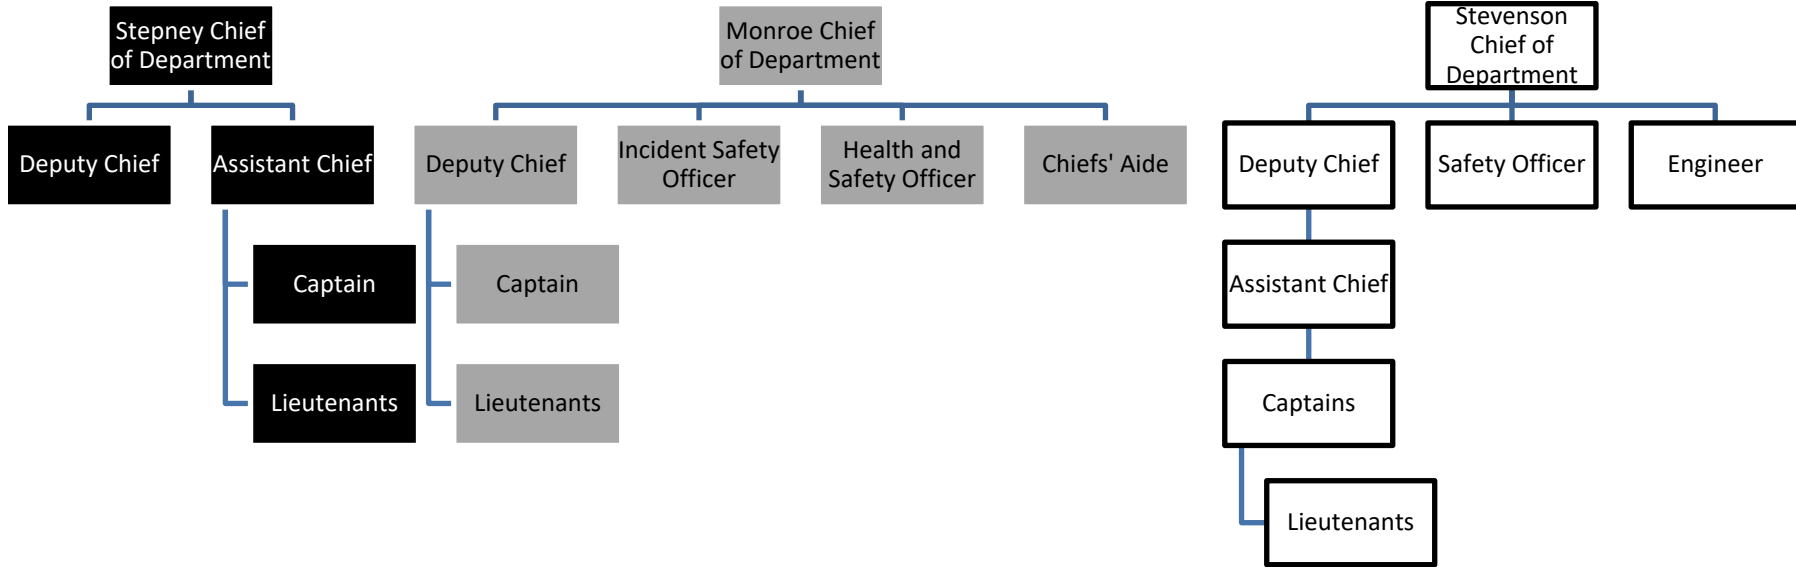 Stepney Chief
of Department
Monroe Chief
of Department
Stevenson
Chief of
Department
Deputy Chief
Assistant Chief
Deputy Chief
Incident Safety
Officer
Health and
Safety Officer
Chiefs' Aide
Deputy Chief
Safety Officer
Engineer
Captain
Captain
Assistant Chief
Lieutenants
Lieutenants
Captains
Lieutenants